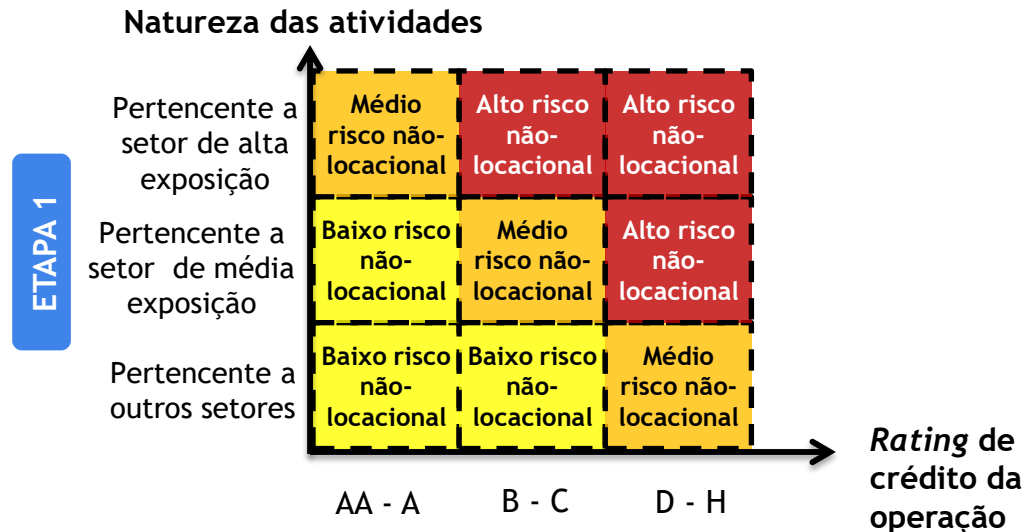 Natureza das atividades
ETAPA 1
Pertencente a
setor de alta
exposição
Médio
risco não-
locacional
Alto risco
não-
locacional
Alto risco
não-
locacional
Pertencente a
setor de média
exposição
Baixo risco
não-
locacional
Médio
risco não-
locacional
Alto risco
não-
locacional
Pertencente a
outros setores
Baixo risco
não-
locacional
Baixo risco
não-
locacional
Médio
risco não-
locacional
AA - A
B - C
D - H
Rating de
crédito da
operação